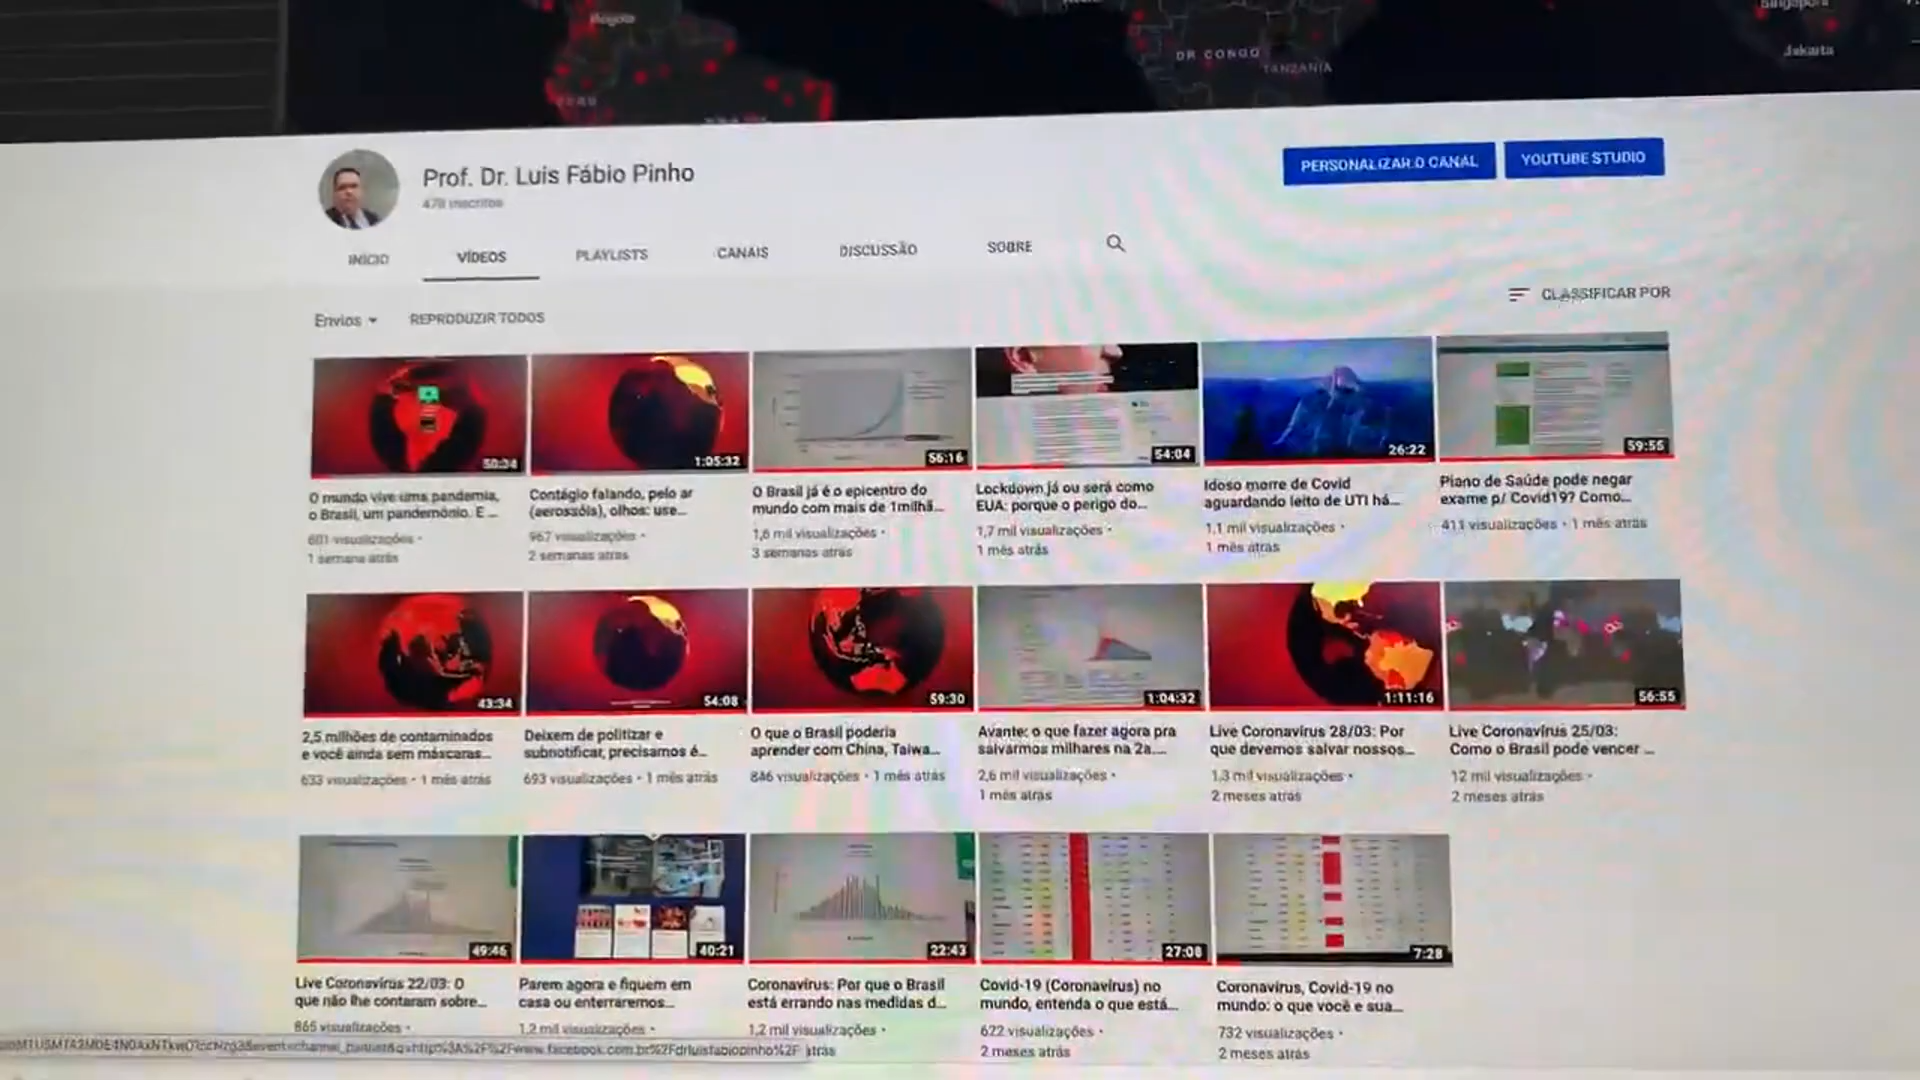 Bogota
Singapura
DR CONGO
TANZANIA
Jakarta
PERU
Prof. Dr. Luis Fábio Pinho
478 inscritos
PERSONALIZAR O CANAL
YOUTUBE STUDIO
INÍCIO
VÍDEOS
PLAYLISTS
CANAIS
DISCUSSÃO
SOBRE
Envios
REPRODUZIR TODOS
CLASSIFICAR POR
50:34
1:05:32
56:16
54:04
26:22
59:55
O mundo vive uma pandemia,
o Brasil, um pandemônio. E ...
601 visualizações •
1 semana atrás
Contágio falando, pelo ar
(aerossóis), olhos: use...
967 visualizações •
2 semanas atrás
O Brasil já é o epicentro do
mundo com mais de 1milhã...
1,6 mil visualizações •
3 semanas atrás
Lockdown já ou será como
EUA: porque o perigo do...
1,7 mil visualizações •
1 mês atrás
Idoso morre de Covid
aguardando leito de UTI há...
1,1 mil visualizações •
1 mês atrás
Plano de Saúde pode negar
exame p/ Covid19? Como...
411 visualizações • 1 mês atrás
43:34
54:08
59:30
1:04:32
1:11:16
56:55
2,5 milhões de contaminados
e você ainda sem máscaras...
633 visualizações • 1 mês atrás
Deixem de politizar e
subnotificar, precisamos é...
693 visualizações • 1 mês atrás
O que o Brasil poderia
aprender com China, Taiwa...
846 visualizações • 1 mês atrás
Avante: o que fazer agora pra
salvarmos milhares na 2a....
2,6 mil visualizações •
1 mês atrás
Live Coronavírus 28/03: Por
que devemos salvar nossos...
1,3 mil visualizações •
2 meses atrás
Live Coronavírus 25/03:
Como o Brasil pode vencer ...
12 mil visualizações •
2 meses atrás
49:46
40:21
22:43
27:08
7:28
Live Coronavírus 22/03: O
que não lhe contaram sobre...
865 visualizações •
Parem agora e fiquem em
casa ou enterraremos...
1,2 mil visualizações •
Coronavírus: Por que o Brasil
está errando nas medidas d...
1,2 mil visualizações •
atrás
Covid-19 (Coronavírus) no
mundo, entenda o que está...
622 visualizações •
2 meses atrás
Coronavírus, Covid-19 no
mundo: o que você e sua...
732 visualizações •
2 meses atrás
www.facebook.com.br%2Fdrluisfabiopinho%2F